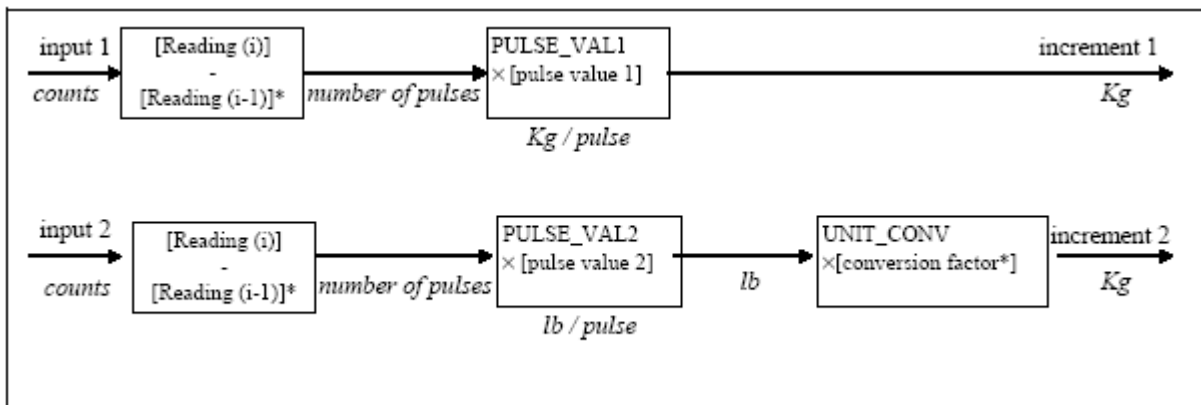 input 1
counts
[Reading (i)]
-
[Reading (i-1)]*
number of pulses
PULSE_VAL1
× [pulse value 1]
Kg / pulse
increment 1
Kg
input 2
counts
[Reading (i)]
-
[Reading (i-1)]*
number of pulses
PULSE_VAL2
× [pulse value 2]
lb / pulse
lb
UNIT_CONV
×[conversion factor*]
increment 2
Kg